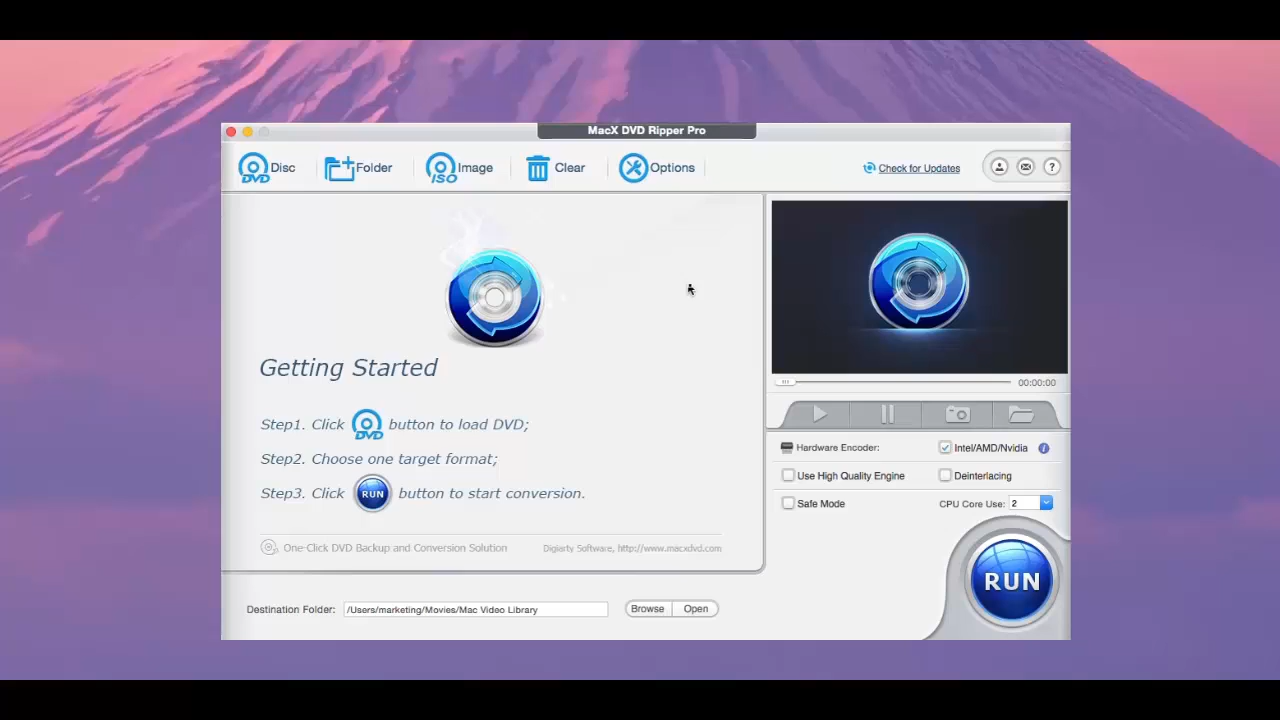 MacX DVD Ripper Pro
DVD Disc Folder ISO Image Clear Options Check for Updates ?
Getting Started
Step1. Click DVD button to load DVD;
Step2. Choose one target format;
Step3. Click RUN button to start conversion.
One-Click DVD Backup and Conversion Solution Digiarty Software, http://www.macxdvd.com
00:00:00
Hardware Encoder: Intel/AMD/Nvidia i
Use High Quality Engine Deinterlacing
Safe Mode CPU Core Use: 2
RUN
Destination Folder: /Users/marketing/Movies/Mac Video Library Browse Open